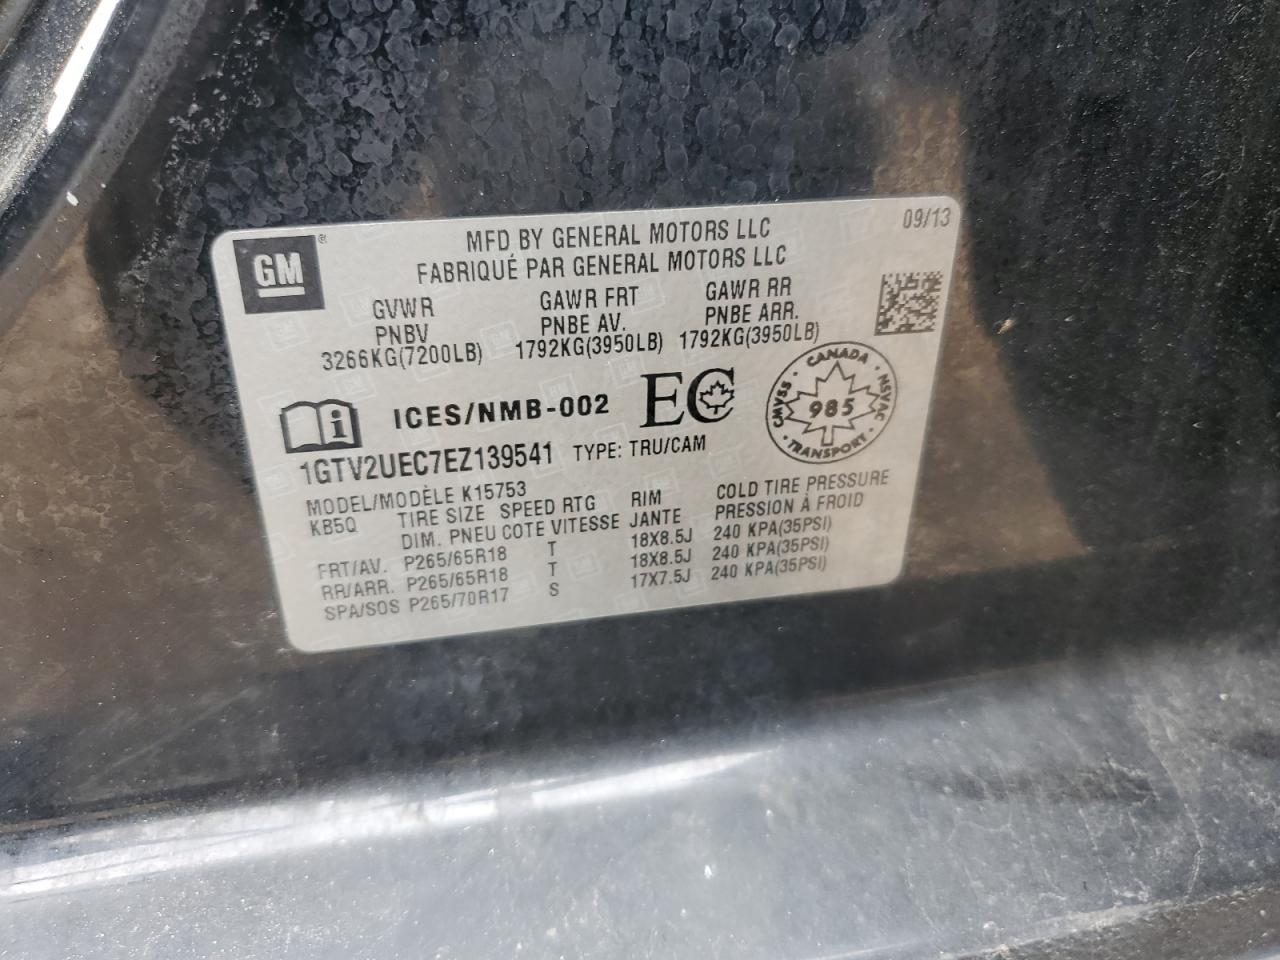 GM ®
MFD BY GENERAL MOTORS LLC
09/13
FABRIQUÉ PAR GENERAL MOTORS LLC
GVWR GAWR FRT GAWR RR
PNBV PNBE AV. PNBE ARR.
3266KG(7200LB) 1792KG(3950LB) 1792KG(3950LB)
ICES/NMB-002 EC
CANADA
CMVSS 985 NSVAC
TRANSPORT
1GTV2UEC7EZ139541 TYPE: TRU/CAM
MODEL/MODÈLE K15753
KB5Q TIRE SIZE SPEED RTG RIM COLD TIRE PRESSURE
DIM. PNEU COTE VITESSE JANTE PRESSION À FROID
FRT/AV. P265/65R18 T 18X8.5J 240 KPA(35PSI)
RR/ARR. P265/65R18 T 18X8.5J 240 KPA(35PSI)
SPA/SOS P265/70R17 S 17X7.5J 240 KPA(35PSI)